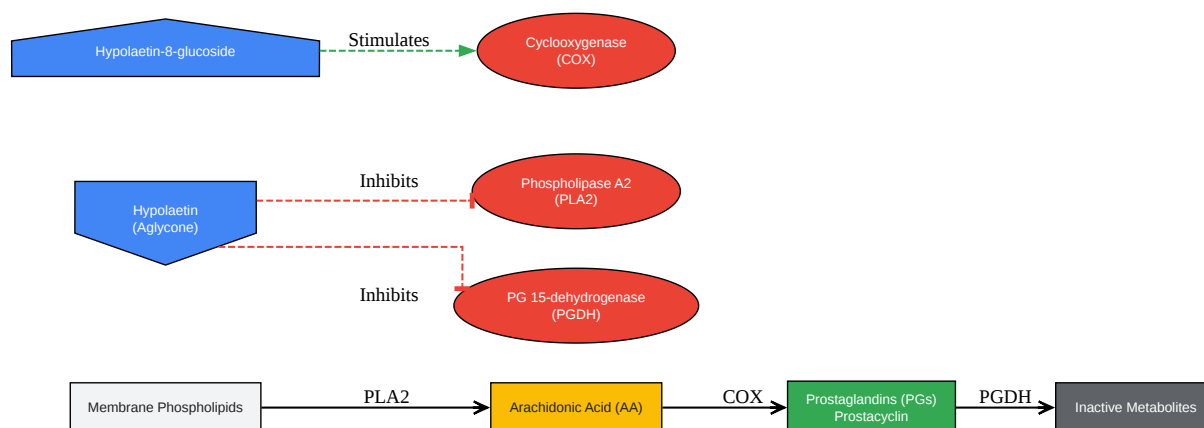 Hypolaetin-8-glucoside
Stimulates
Cyclooxygenase
(COX)
Hypolaetin
(Aglycone)
Inhibits
Phospholipase A2
(PLA2)
Inhibits
PG 15-dehydrogenase
(PGDH)
Membrane Phospholipids
PLA2
Arachidonic Acid (AA)
COX
Prostaglandins (PGs)
Prostacyclin
PGDH
Inactive Metabolites